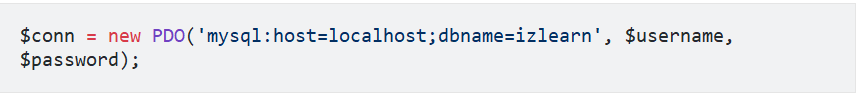 $conn = new PDO('mysql:host=localhost;dbname=izlearn', $username,
$password);